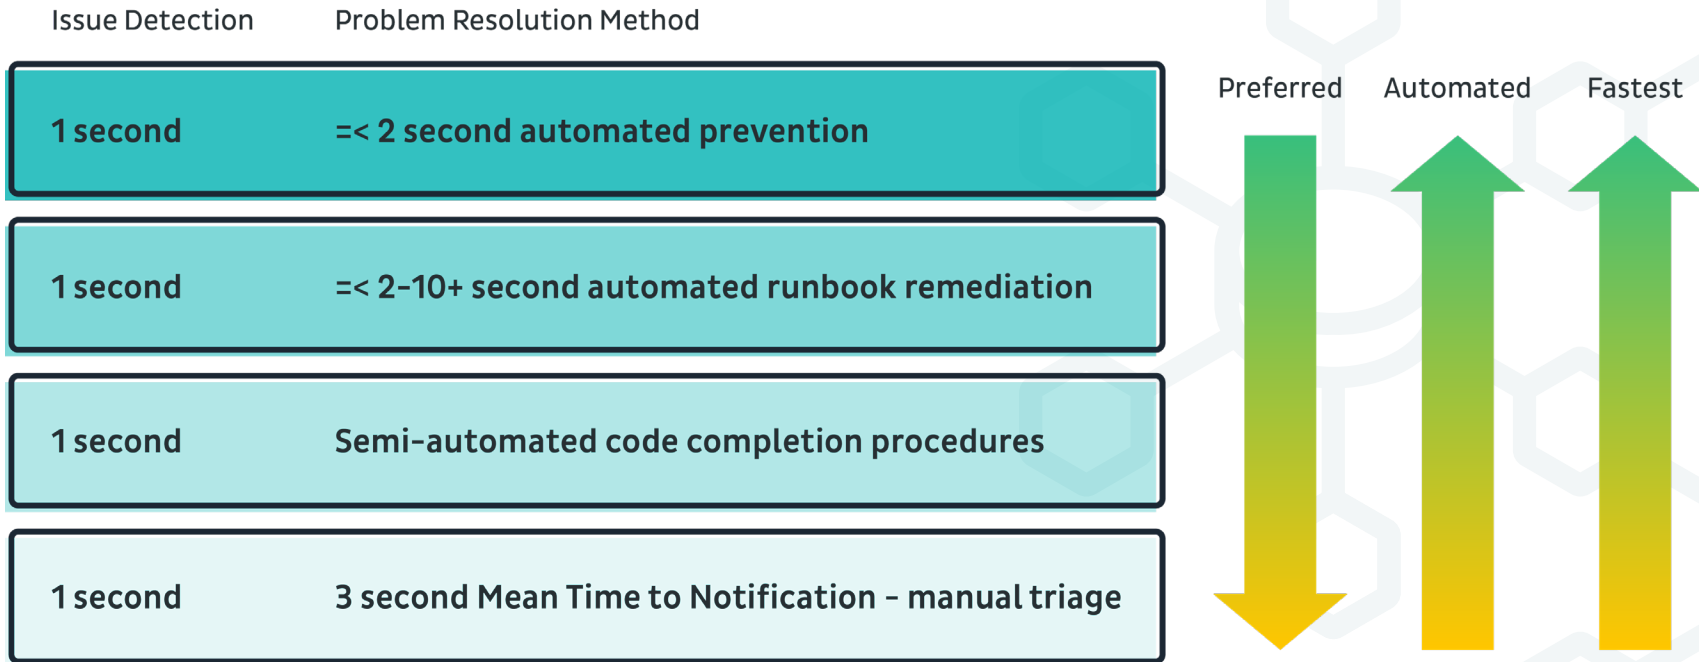 Issue Detection Problem Resolution Method
Preferred Automated Fastest
1 second =< 2 second automated prevention
1 second =< 2-10+ second automated runbook remediation
1 second Semi-automated code completion procedures
1 second 3 second Mean Time to Notification - manual triage